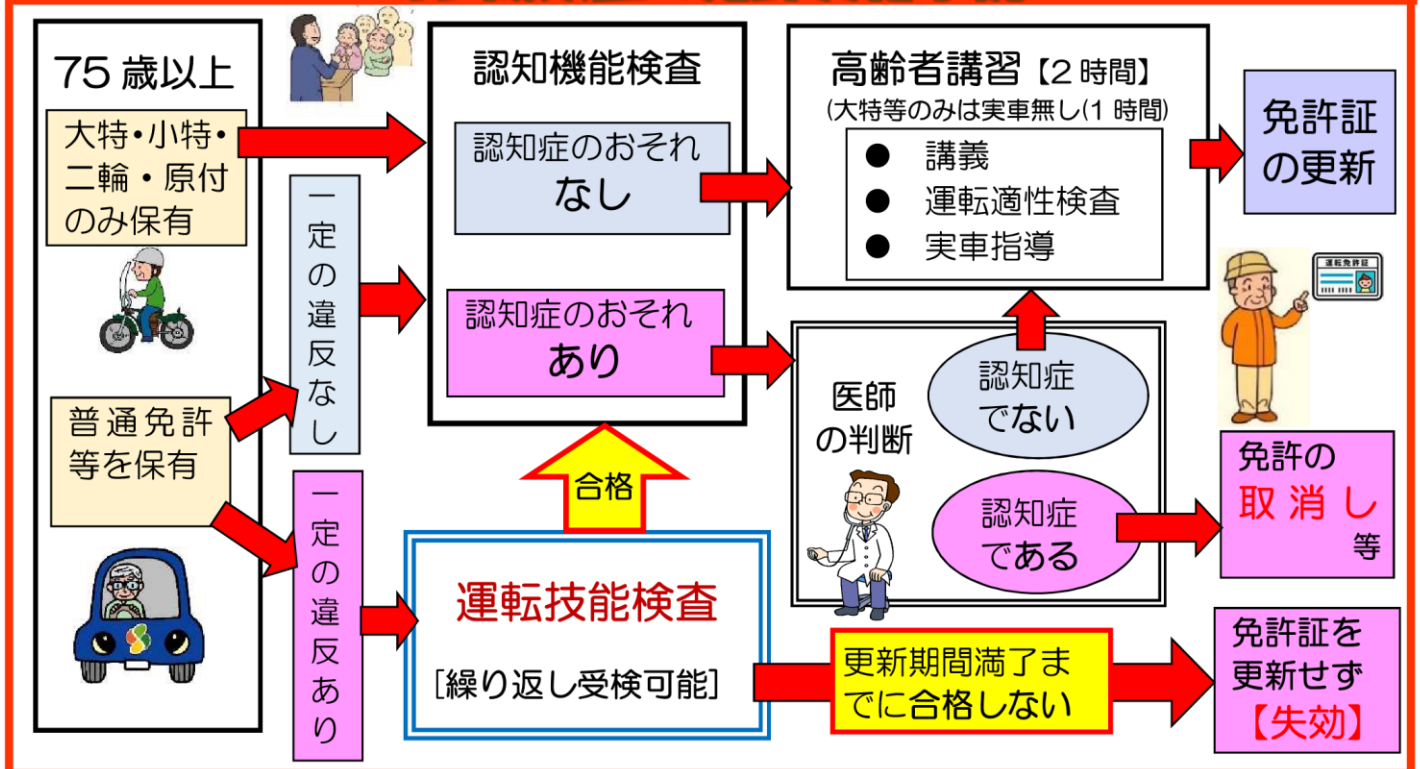 75歳以上
大特・小特・
二輪・原付
のみ保有
普通免許
等を保有
一定の違反なし
一定の違反あり
認知機能検査
認知症のおそれ
なし
認知症のおそれ
あり
合格
運転技能検査
[繰り返し受検可能]
高齢者講習【2時間】
(大特等のみは実車無し(1時間)
● 講義
● 運転適性検査
● 実車指導
医師
の判断
認知症
でない
認知症
である
更新期間満了ま
でに合格しない
免許証
の更新
運転免許証
免許の
取消し
等
免許証を
更新せず
【失効】